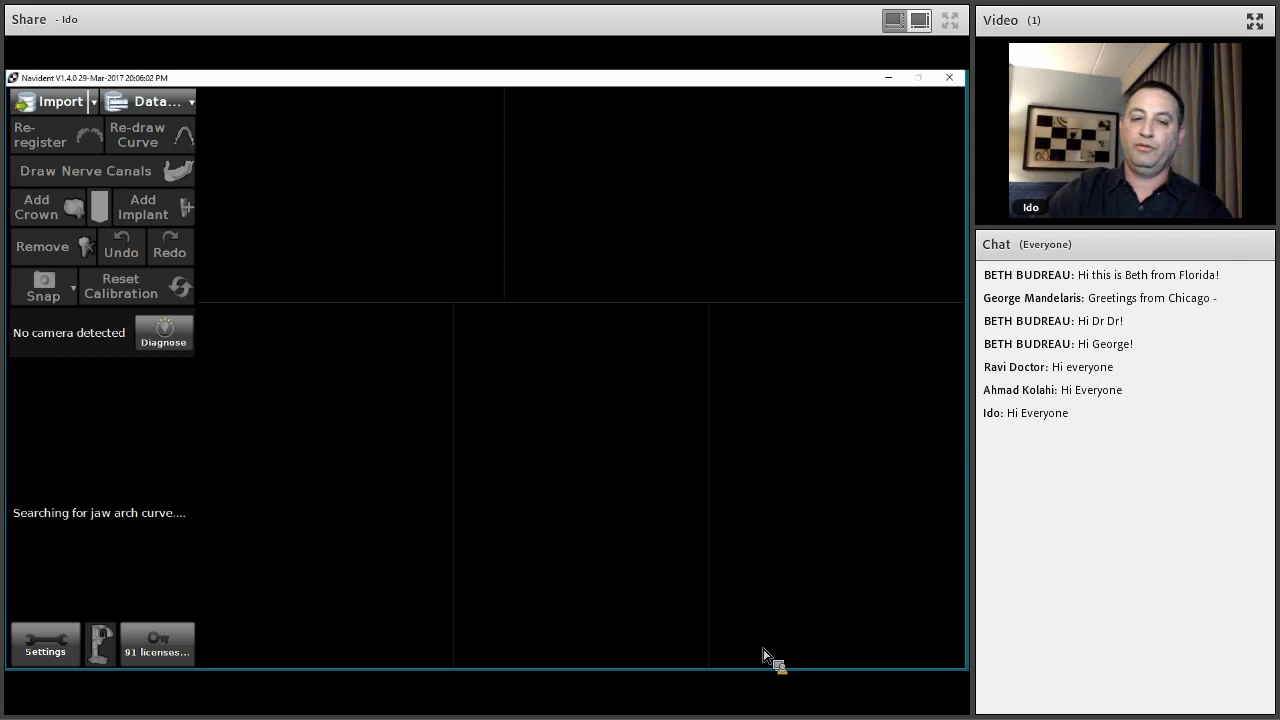 Share - Ido
Navident V1.4.0 29-Mar-2017 20:06:02 PM
Import
Data...
Re-
register
Re-draw
Curve
Draw Nerve Canals
Add
Crown
Add
Implant
Remove
Undo
Redo
Snap
Reset
Calibration
No camera detected
Diagnose
Searching for jaw arch curve....
Settings
91 licenses...
Video (1)
Ido
Chat (Everyone)
BETH BUDREAU: Hi this is Beth from Florida!
George Mandelaris: Greetings from Chicago -
BETH BUDREAU: Hi Dr Dr!
BETH BUDREAU: Hi George!
Ravi Doctor: Hi everyone
Ahmad Kolahi: Hi Everyone
Ido: Hi Everyone